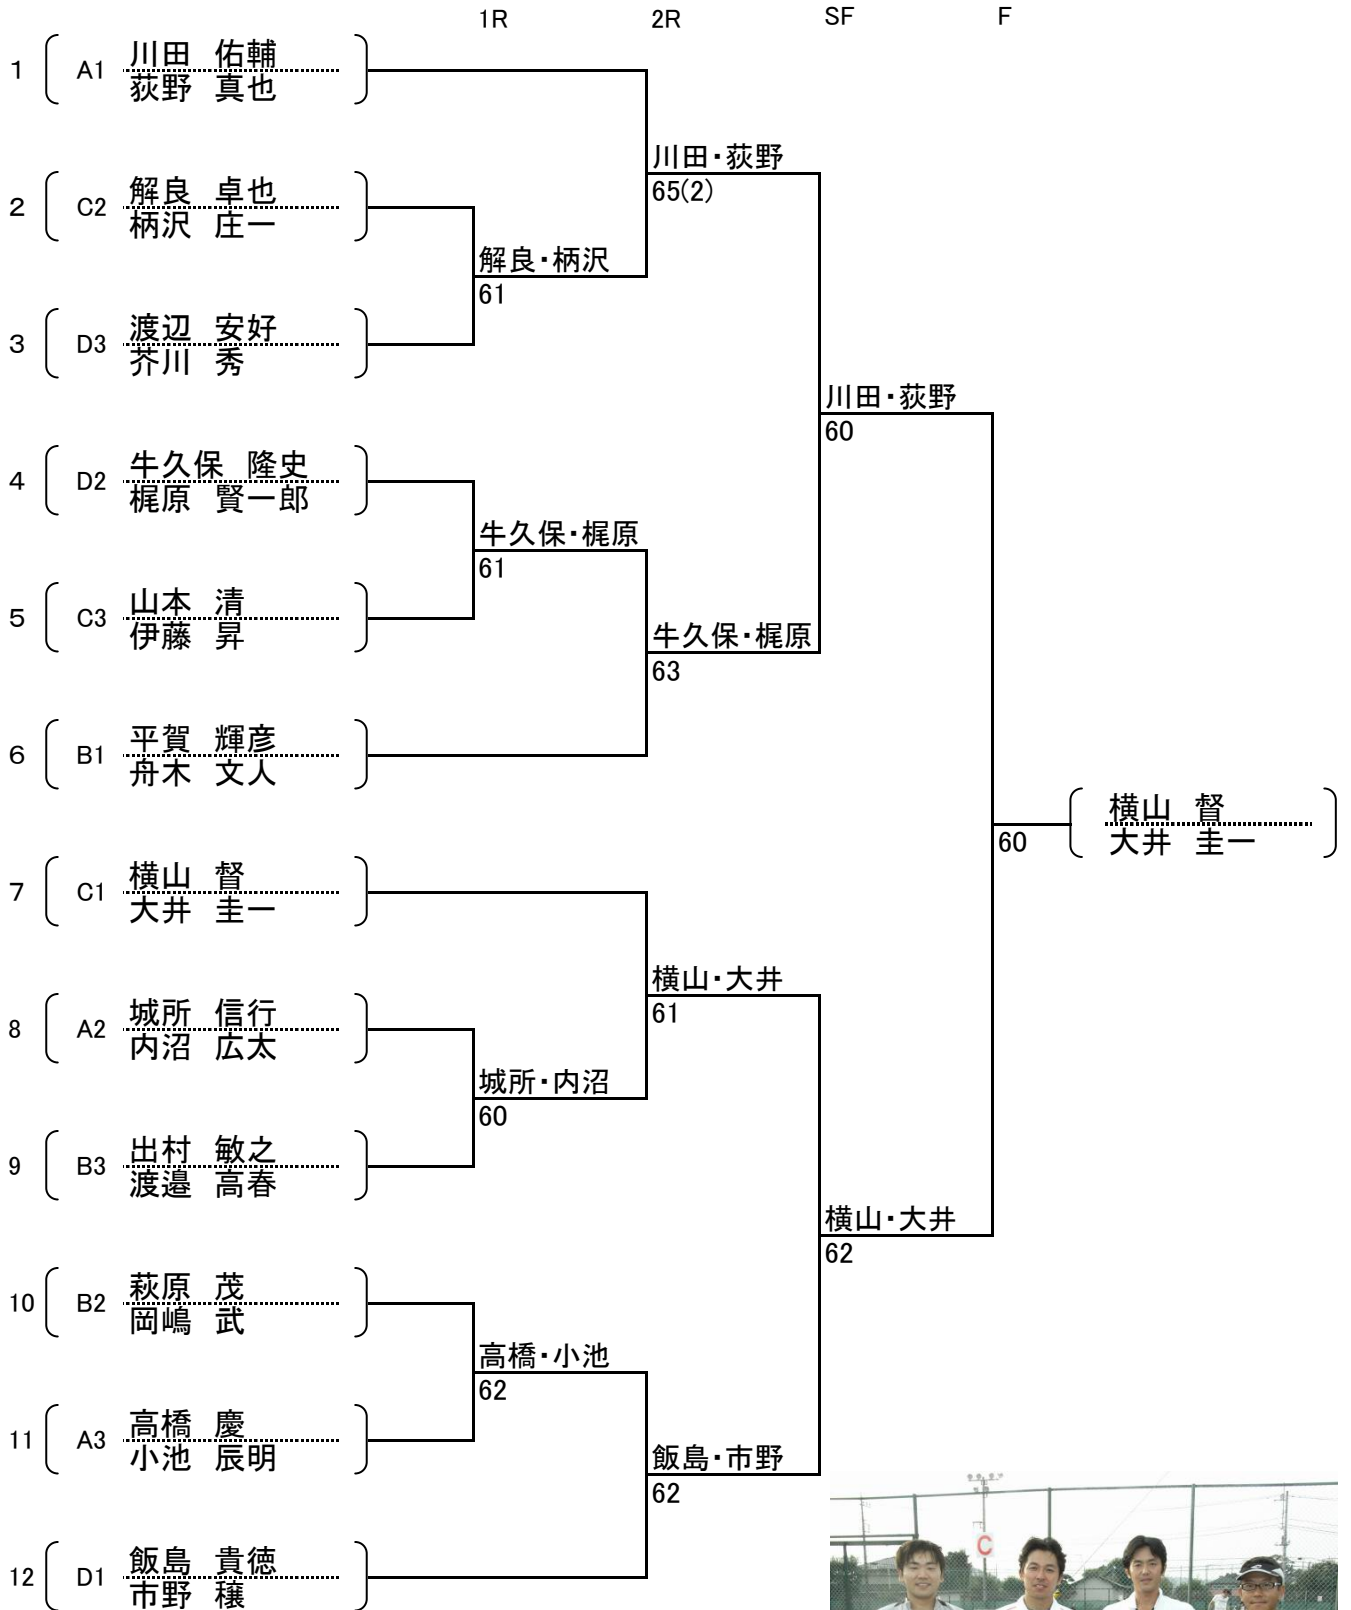 1R 2R SF F
1 A1 川田 佑輔
荻野 真也
川田・荻野
65(2)
2 C2 解良 卓也
柄沢 庄一
解良・柄沢
61
3 D3 渡辺 安好
芥川 秀
川田・荻野
60
4 D2 牛久保 隆史
梶原 賢一郎
牛久保・梶原
61
5 C3 山本 清
伊藤 昇
牛久保・梶原
63
6 B1 平賀 輝彦
舟木 文人
横山 督
60 大井 圭一
7 C1 横山 督
大井 圭一
横山・大井
61
8 A2 城所 信行
内沼 広太
城所・内沼
60
9 B3 出村 敏之
渡邉 高春
横山・大井
62
10 B2 萩原 茂
岡嶋 武
高橋・小池
62
11 A3 高橋 慶
小池 辰明
飯島・市野
62
C
12 D1 飯島 貴徳
市野 穣